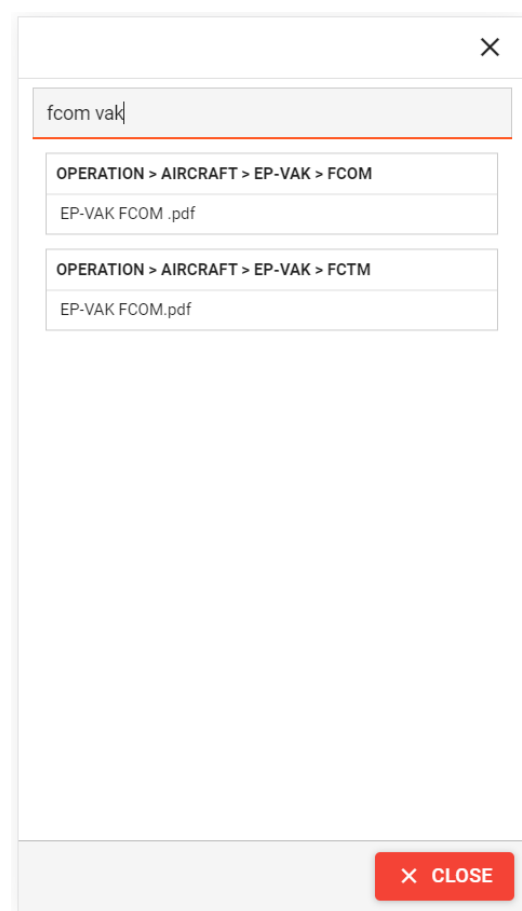 fcom vak
OPERATION > AIRCRAFT > EP-VAK > FCOM
EP-VAK FCOM .pdf
OPERATION > AIRCRAFT > EP-VAK > FCTM
EP-VAK FCOM.pdf
CLOSE